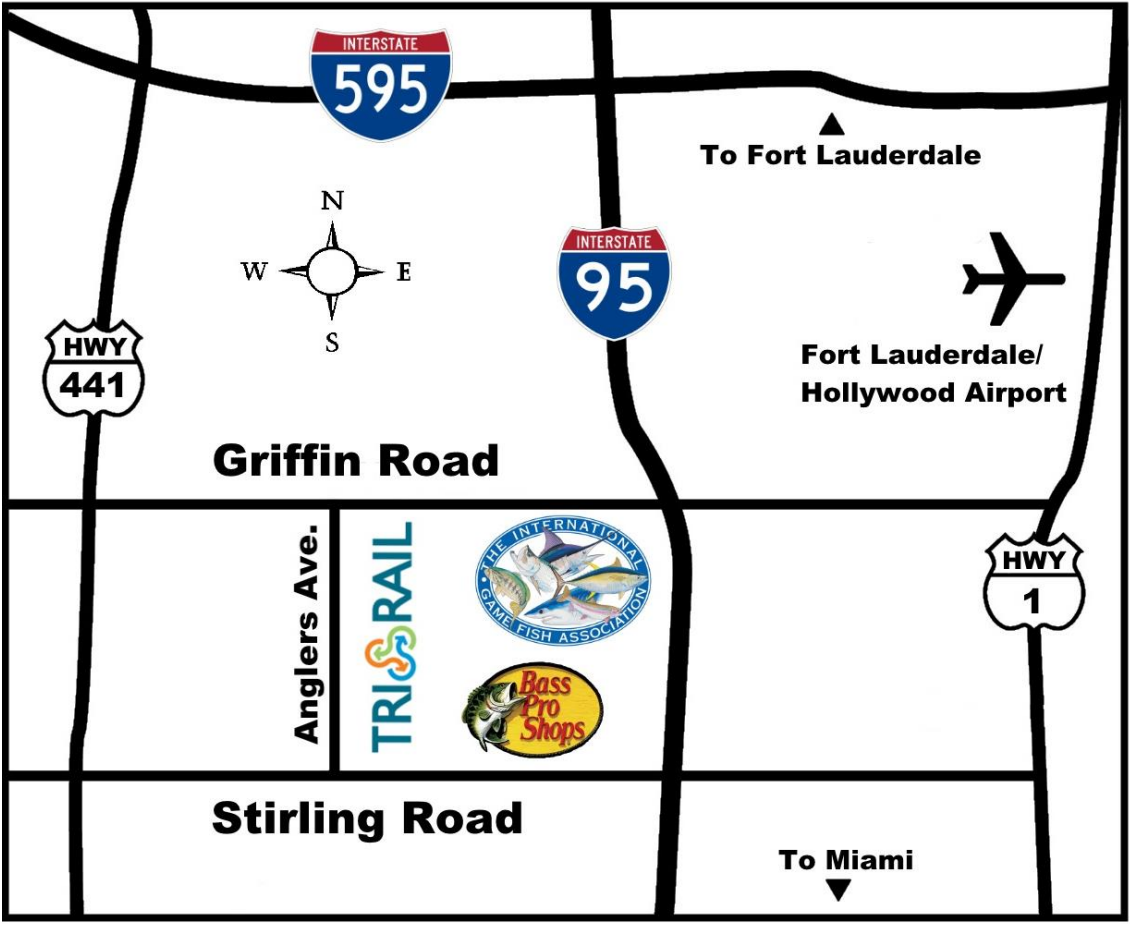 INTERSTATE
595
To Fort Lauderdale
N
W
E
S
INTERSTATE
95
HWY
441
Fort Lauderdale/
Hollywood Airport
Griffin Road
Anglers Ave.
TRI RAIL
THE INTERNATIONAL
GAME FISH ASSOCIATION
HWY
1
Bass
Pro
Shops
Stirling Road
To Miami